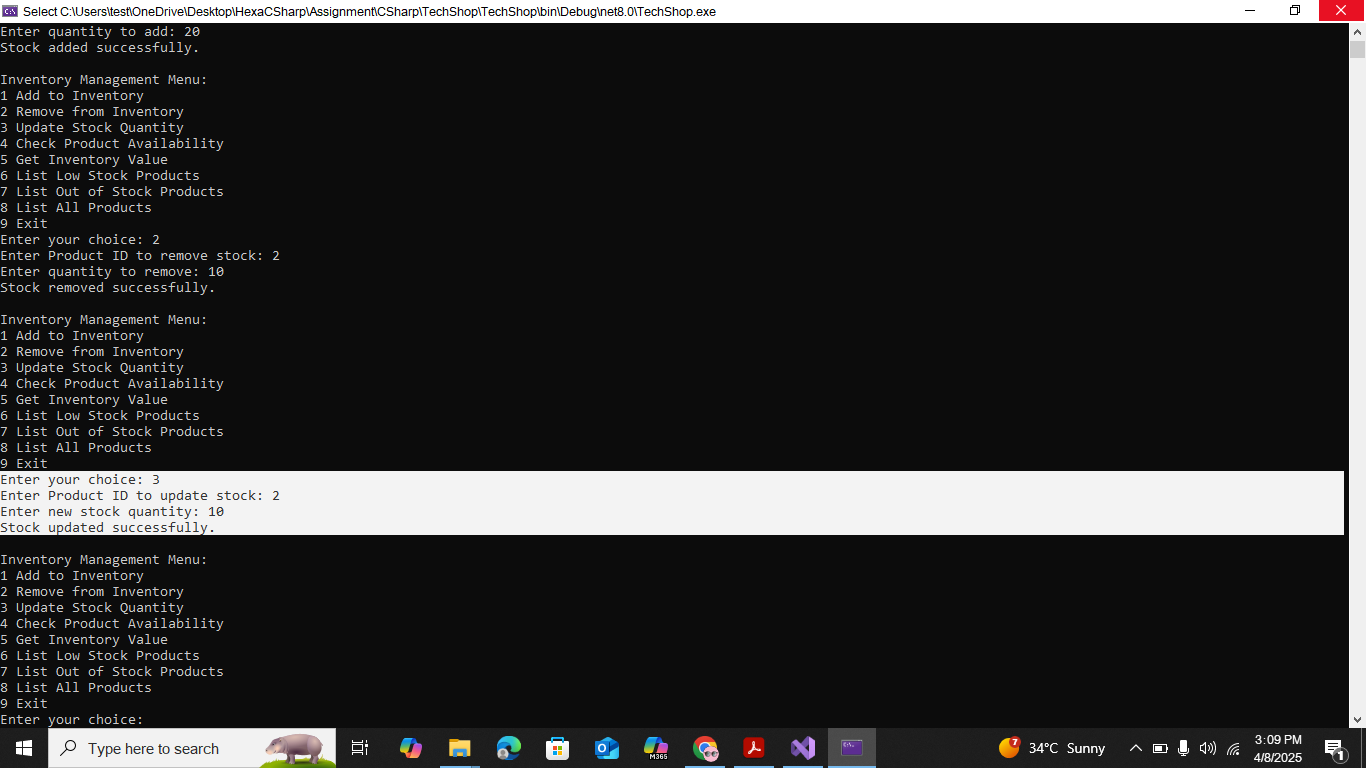 Select C:\Users\test\OneDrive\Desktop\HexaCSharp\Assignment\CSharp\TechShop\TechShop\bin\Debug\net8.0\TechShop.exe
Enter quantity to add: 20
Stock added successfully.
Inventory Management Menu:
1 Add to Inventory
2 Remove from Inventory
3 Update Stock Quantity
4 Check Product Availability
5 Get Inventory Value
6 List Low Stock Products
7 List Out of Stock Products
8 List All Products
9 Exit
Enter your choice: 2
Enter Product ID to remove stock: 2
Enter quantity to remove: 10
Stock removed successfully.
Inventory Management Menu:
1 Add to Inventory
2 Remove from Inventory
3 Update Stock Quantity
4 Check Product Availability
5 Get Inventory Value
6 List Low Stock Products
7 List Out of Stock Products
8 List All Products
9 Exit
Enter your choice: 3
Enter Product ID to update stock: 2
Enter new stock quantity: 10
Stock updated successfully.
Inventory Management Menu:
1 Add to Inventory
2 Remove from Inventory
3 Update Stock Quantity
4 Check Product Availability
5 Get Inventory Value
6 List Low Stock Products
7 List Out of Stock Products
8 List All Products
9 Exit
Enter your choice:
Type here to search
M365
7
34°C Sunny
3:09 PM
4/8/2025
1